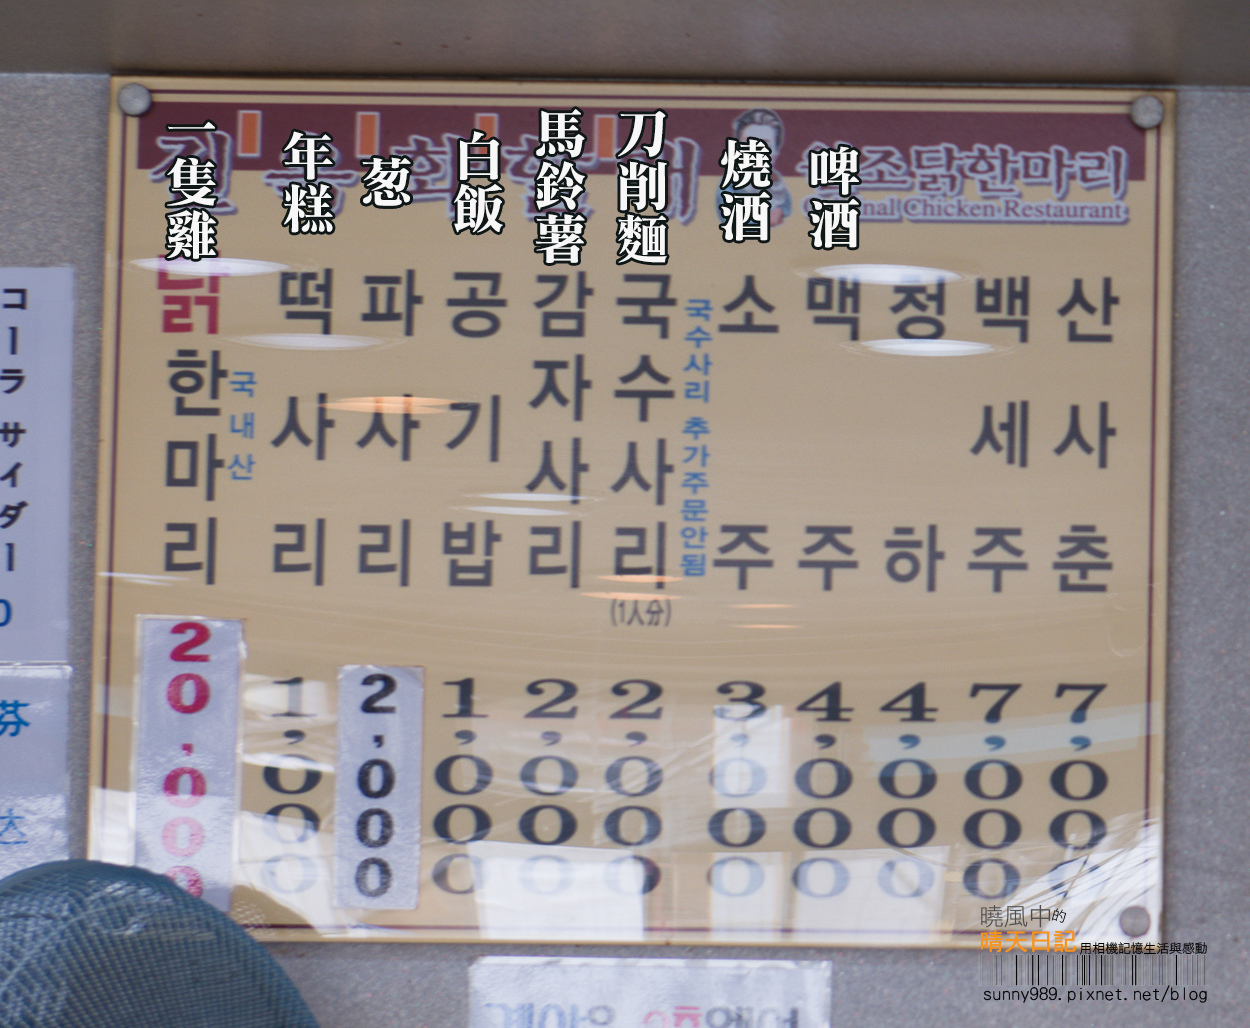 원조닭한마리
Chicken Restaurant
一隻雞
年糕
葱
白飯
馬鈴薯
刀削麵
燒酒
啤酒
닭한마리
국내산
떡사리
파사리
공기밥
감자사리
국수사리
(1人分)
국수사리 추가주문안됨
소주
맥주
청하
백세주
산사춘
20,000
1,000
2,000
1,000
2,000
2,000
3,000
4,000
4,000
7,000
7,000
コーラ サイダー
芬
曉風中的
晴天日記 用相機記憶生活與感動
sunny989.pixnet.net/blog